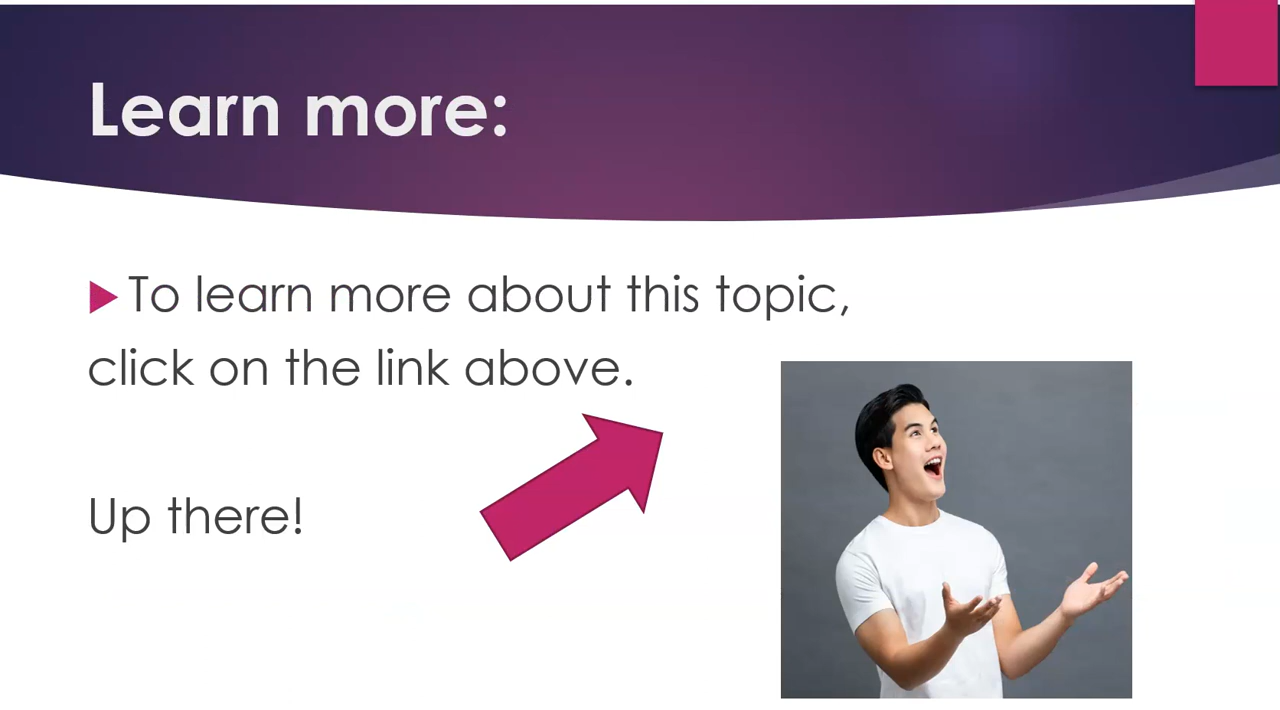 Learn more:
To learn more about this topic,
click on the link above.
Up there!